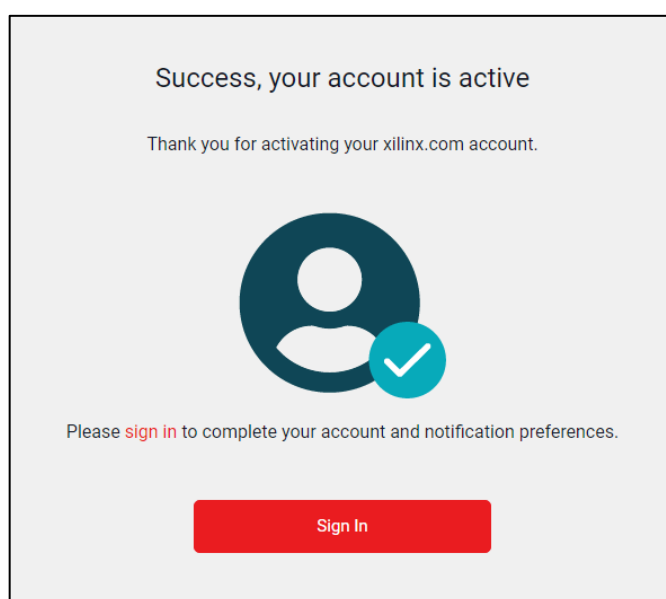 Success, your account is active
Thank you for activating your xilinx.com account.
Please sign in to complete your account and notification preferences.
Sign In